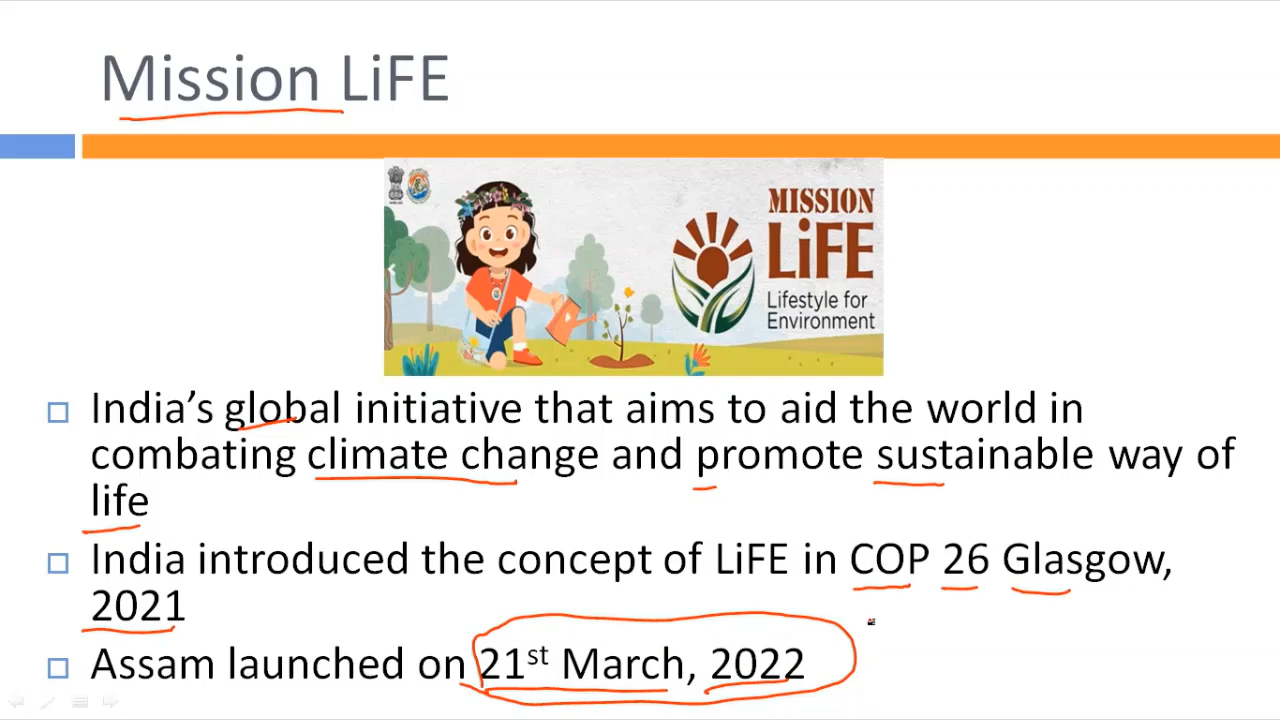 Mission LiFE
MISSION
LiFE
Lifestyle for
Environment
India’s global initiative that aims to aid the world in
combating climate change and promote sustainable way of
life
India introduced the concept of LiFE in COP 26 Glasgow,
2021
Assam launched on 21st March, 2022